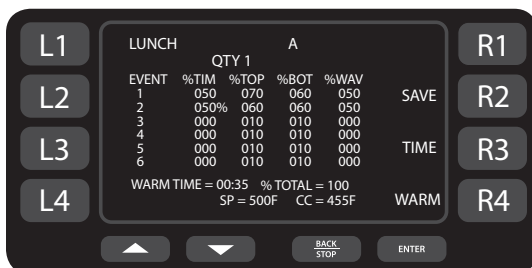 L1 LUNCH A R1
QTY 1
EVENT %TIM %TOP %BOT %WAV
1 050 070 060 050
L2 SAVE R2
2 050% 060 060 050
3 000 010 010 000
4 000 010 010 000
L3 5 000 010 010 000 TIME R3
6 000 010 010 000
WARM TIME = 00:35 % TOTAL = 100
L4 SP = 500F CC = 455F WARM R4
BACK
STOP
ENTER